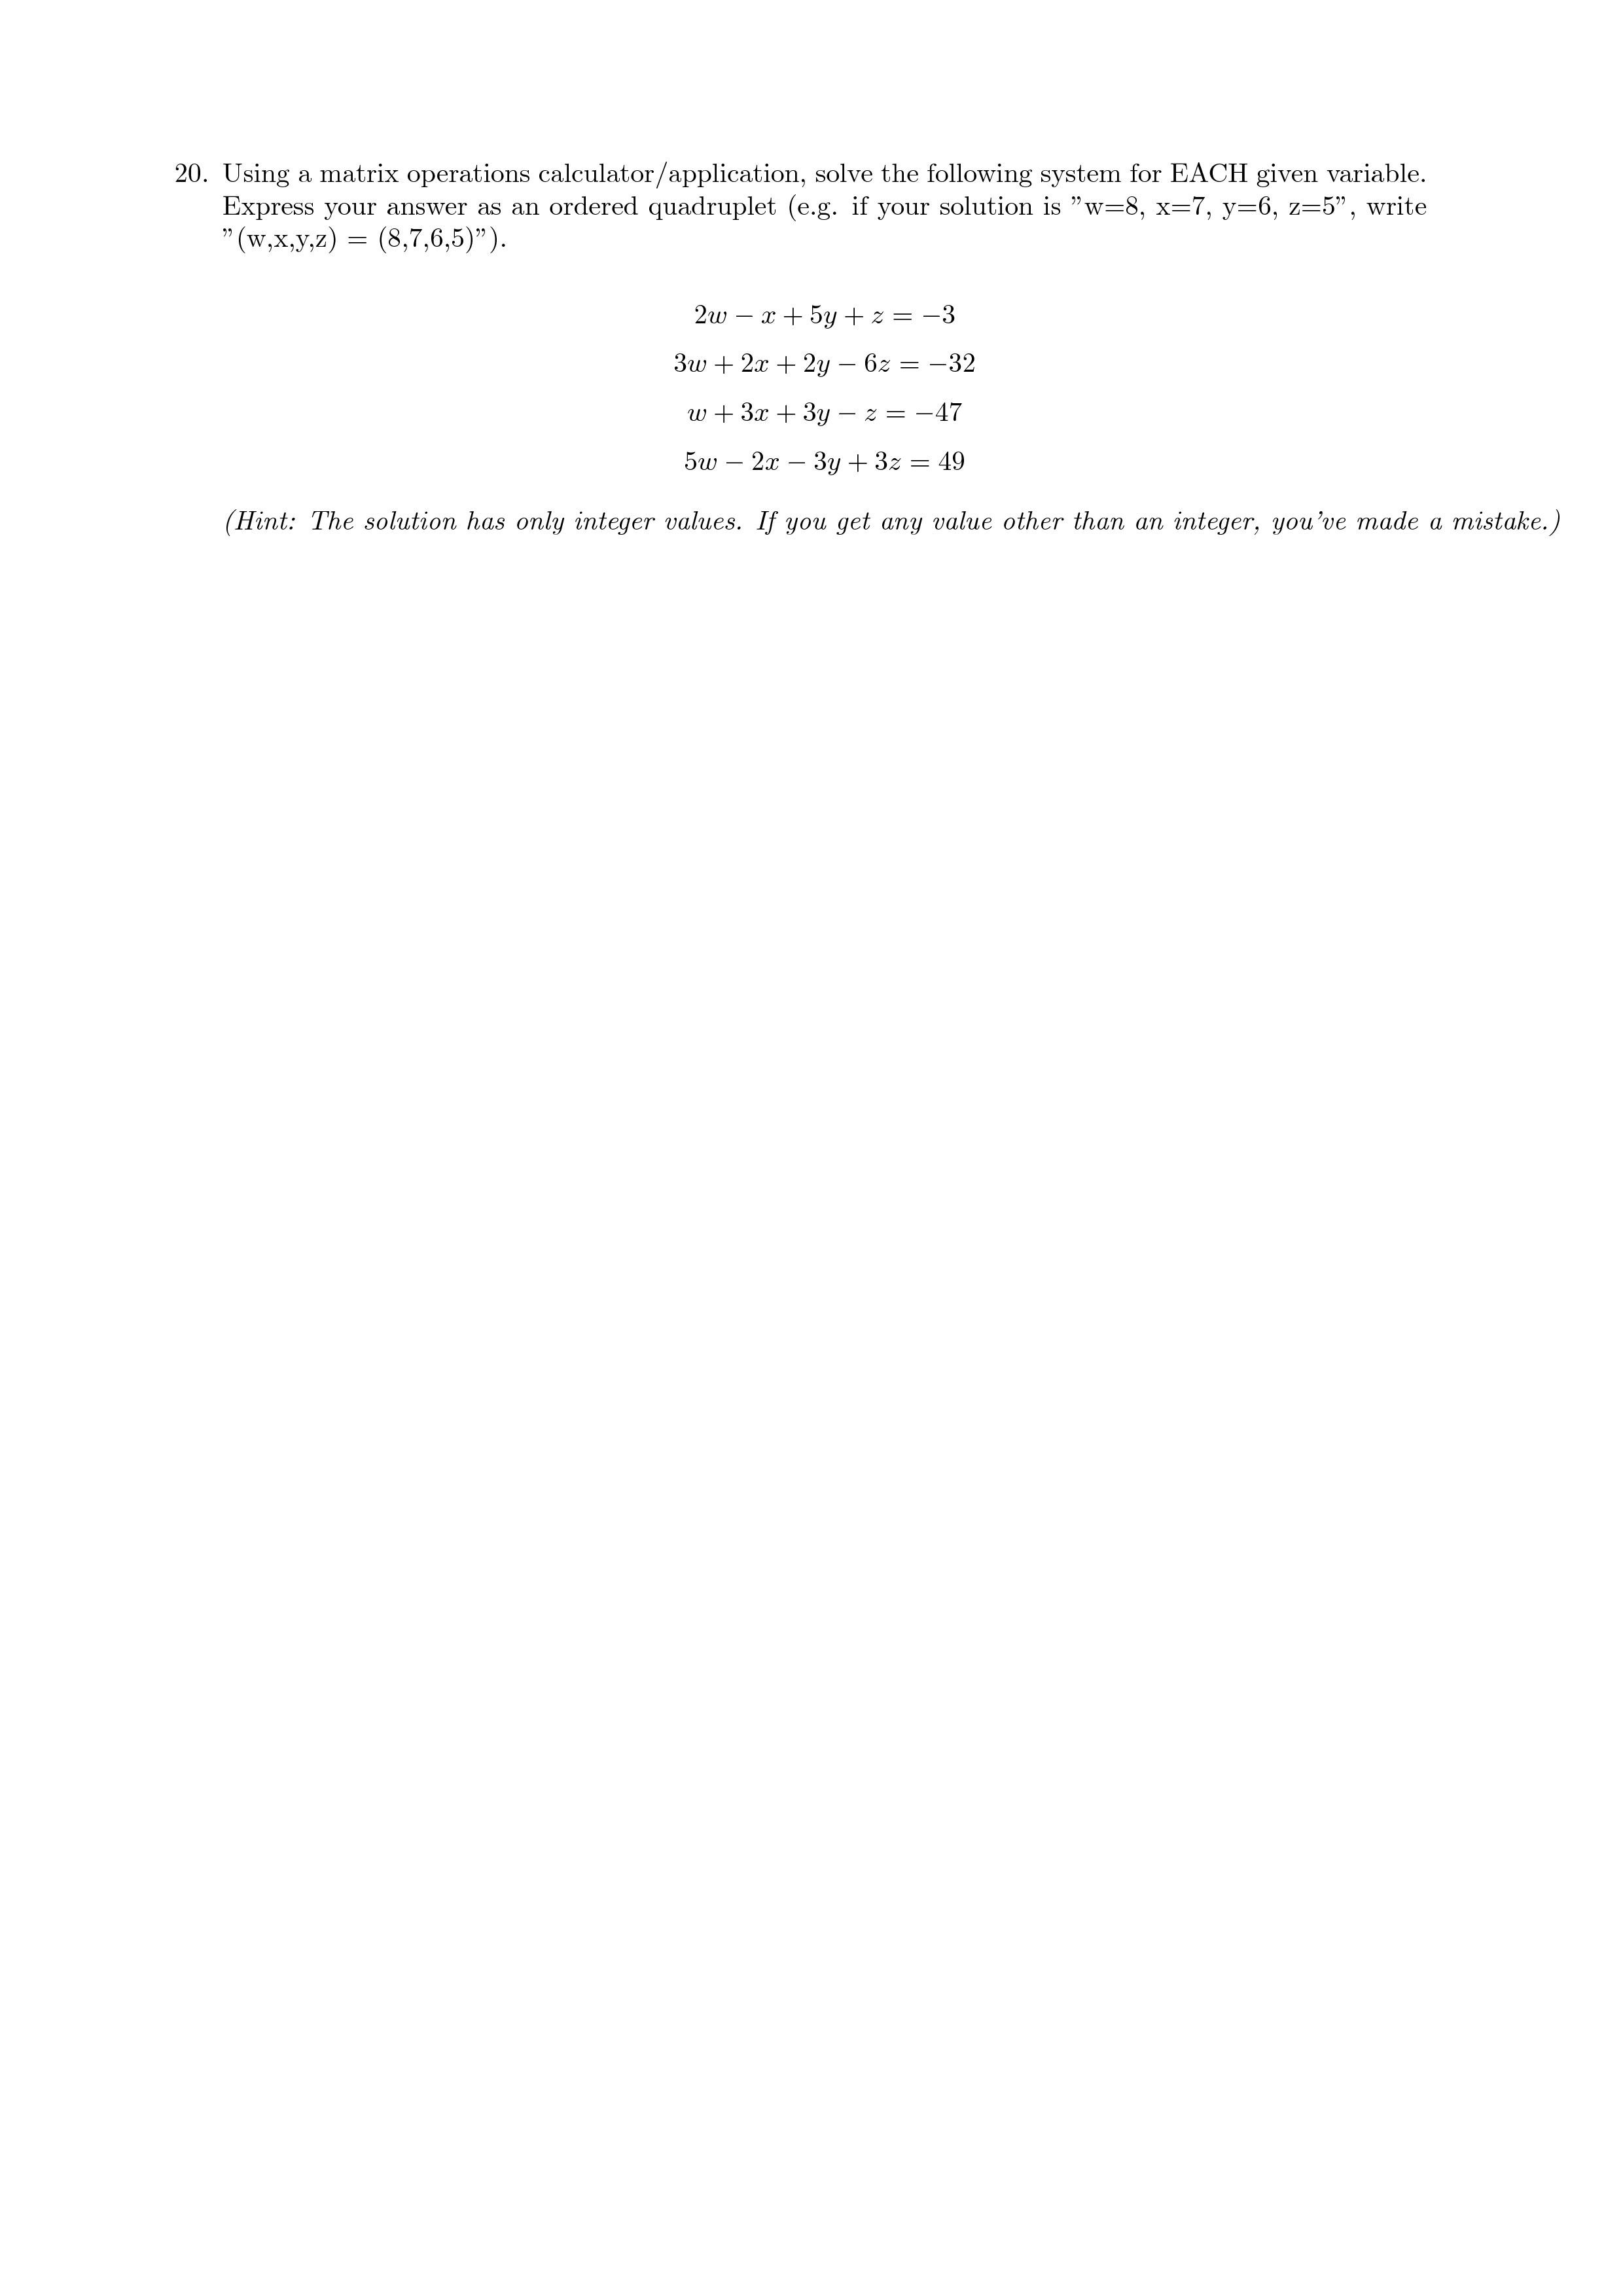 20. Using a matrix operations calculator/application, solve the following system for EACH given variable.
Express your answer as an ordered quadruplet (e.g. if your solution is ”w=8, x=7, y=6, z=5”, write
”(w,x,y,z) = (8,7,6,5)”).
2w − x + 5y + z = −3
3w + 2x + 2y − 6z = −32
w + 3x + 3y − z = −47
5w − 2x − 3y + 3z = 49
(Hint: The solution has only integer values. If you get any value other than an integer, you’ve made a mistake.)